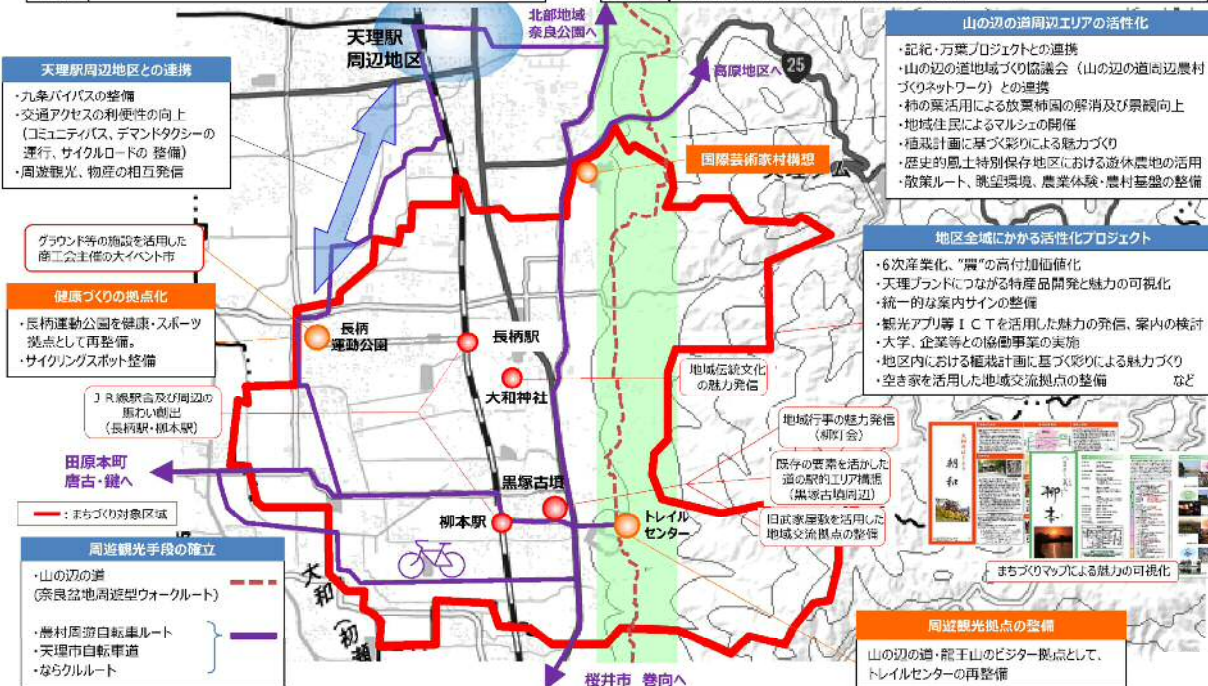 北部地域
奈良公園へ
天理駅
周辺地区
高原地区へ
25
天理駅周辺地区との連携
・九条バイパスの整備
・交通アクセスの利便性の向上
(コミュニティバス、デマンドタクシーの
運行、サイクルロードの 整備)
・周遊観光、物産の相互発信
山の辺の道周辺エリアの活性化
・記紀・万葉プロジェクトとの連携
・山の辺の道地域づくり協議会 (山の辺の道周辺農村
づくりネットワーク) との連携
・柿の葉活用による放棄柿園の解消及び景観向上
・地域住民によるマルシェの開催
・植栽計画に基づく彩りによる魅力づくり
・歴史的風土特別保存地区における遊休農地の活用
・散策ルート、眺望環境、農業体験・農村基盤の整備
国際芸術家村構想
グラウンド等の施設を活用した
商工会主催の大イベント市
健康づくりの拠点化
・長柄運動公園を健康・スポーツ
拠点として再整備。
・サイクリングスポット整備
地区全域にかかる活性化プロジェクト
・6次産業化、“農”の高付加価値化
・天理ブランドにつながる特産品開発と魅力の可視化
・統一的な案内サインの整備
・観光アプリ等ICTを活用した魅力の発信、案内の検討
・大学、企業等との協働事業の実施
・地区内における植栽計画に基づく彩りによる魅力づくり
・空き家を活用した地域交流拠点の整備 など
長柄
運動公園
長柄駅
大和神社
地域伝統文化
の魅力発信
JR線駅舎及び周辺の
賑わい創出
(長柄駅・柳本駅)
地域行事の魅力発信
(柳灯会)
既存の要素を活かした
道の駅的エリア構想
(黒塚古墳周辺)
旧武家屋敷を活用した
地域交流拠点の整備
田原本町
唐古・鍵へ
黒塚古墳
柳本駅
トレイル
センター
:まちづくり対象区域
朝和
柳本
まちづくりマップによる魅力の可視化
周遊観光手段の確立
・山の辺の道
(奈良盆地周遊型ウォークルート)
・農村周遊自転車ルート
・天理市自転車道
・ならクルルート
大和
(初瀬
周遊観光拠点の整備
山の辺の道・龍王山のビジター拠点として、
トレイルセンターの再整備
桜井市 巻向へ